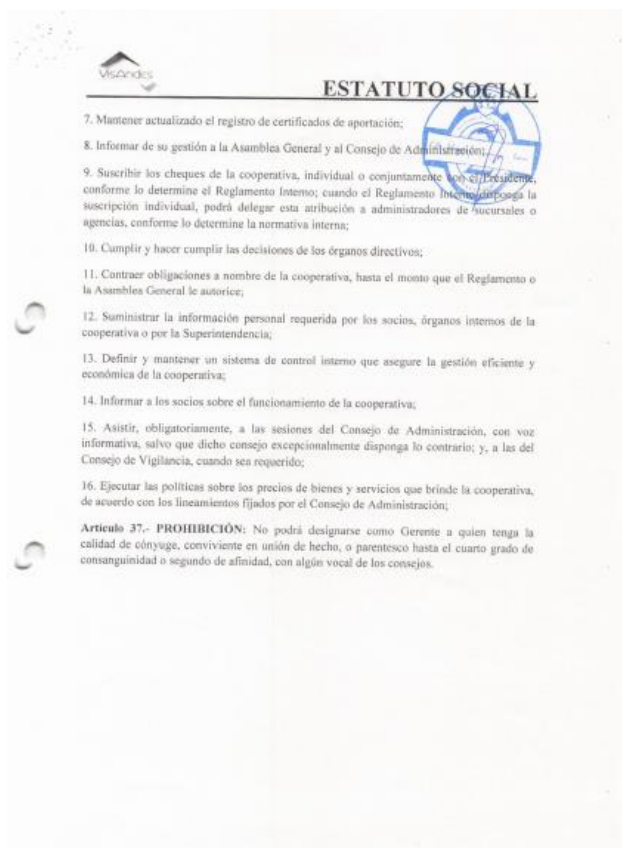 VisAndes
ESTATUTO SOCIAL
7. Mantener actualizado el registro de certificados de aportación;
8. Informar de su gestión a la Asamblea General y al Consejo de Administración;
9. Suscribir los cheques de la cooperativa, individual o conjuntamente con el Presidente,
conforme lo determine el Reglamento Interno; cuando el Reglamento Interno disponga la
suscripción individual, podrá delegar esta atribución a administradores de sucursales o
agencias, conforme lo determine la normativa interna;
10. Cumplir y hacer cumplir las decisiones de los órganos directivos;
11. Contraer obligaciones a nombre de la cooperativa, hasta el monto que el Reglamento o
la Asamblea General le autorice;
12. Suministrar la información personal requerida por los socios, órganos internos de la
cooperativa o por la Superintendencia;
13. Definir y mantener un sistema de control interno que asegure la gestión eficiente y
económica de la cooperativa;
14. Informar a los socios sobre el funcionamiento de la cooperativa;
15. Asistir, obligatoriamente, a las sesiones del Consejo de Administración, con voz
informativa, salvo que dicho consejo excepcionalmente disponga lo contrario; y, a las del
Consejo de Vigilancia, cuando sea requerido;
16. Ejecutar las políticas sobre los precios de bienes y servicios que brinde la cooperativa,
de acuerdo con los lineamientos fijados por el Consejo de Administración;
Artículo 37.- PROHIBICIÓN: No podrá designarse como Gerente a quien tenga la
calidad de cónyuge, conviviente en unión de hecho, o parentesco hasta el cuarto grado de
consanguinidad o segundo de afinidad, con algún vocal de los consejos.